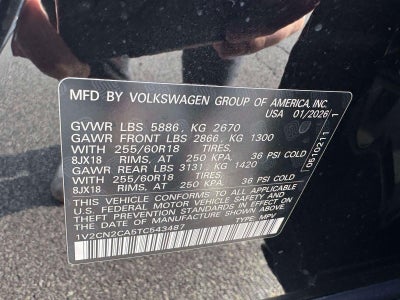 MFD BY VOLKSWAGEN GROUP OF AMERICA, INC.
USA 01/2026
GVWR LBS 5886, KG 2670
GAWR FRONT LBS 2866, KG 1300
WITH 255/60R18 TIRES,
8JX18 RIMS, AT 250 KPA, 36 PSI COLD
GAWR REAR LBS 3131, KG 1420
WITH 255/60R18 TIRES,
8JX18 RIMS, AT 250 KPA, 36 PSI COLD
THIS VEHICLE CONFORMS TO ALL APPLICABLE
U.S. FEDERAL MOTOR VEHICLE SAFETY AND
THEFT PREVENTION STANDARDS IN EFFECT ON
THE DATE OF MANUFACTURE SHOWN ABOVE.
1V2CN2CA5TC543487 TYPE: MPV